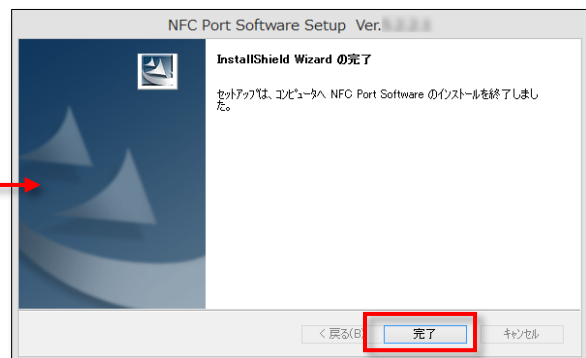 NFC Port Software Setup Ver.
InstallShield Wizard の完了
セットアップは、コンピュータへ NFC Port Software のインストールを終了しまし
た。
< 戻る(B)
完了
キャンセル